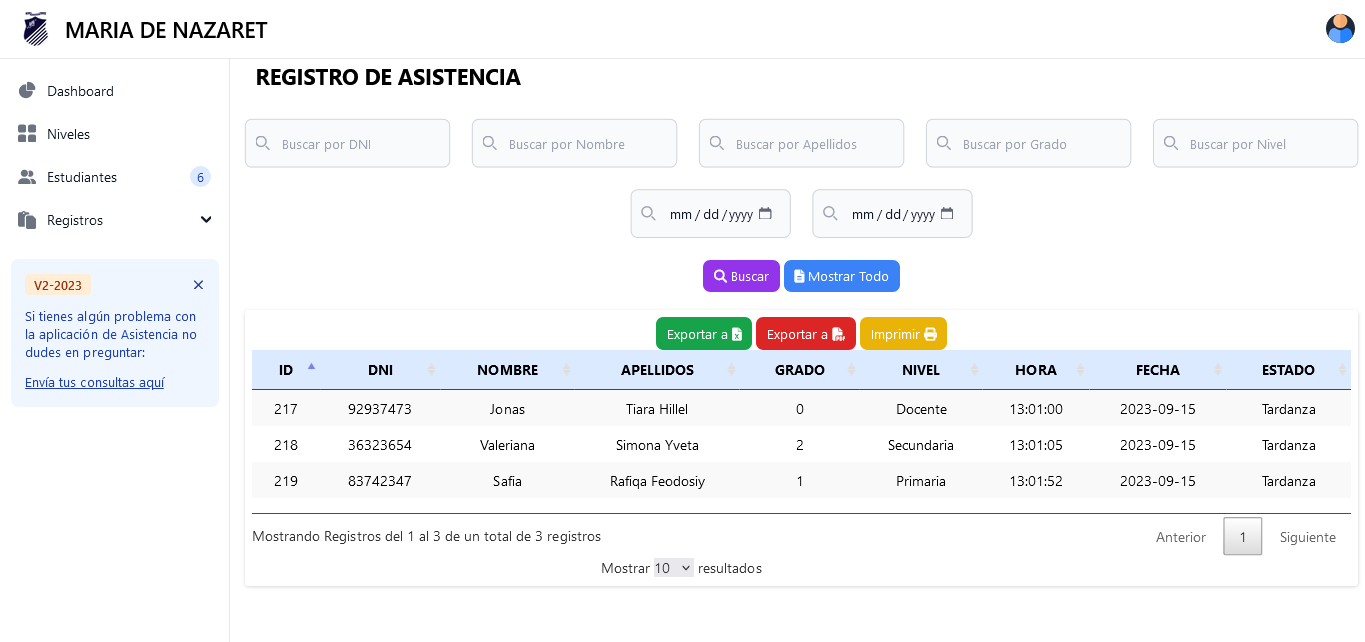 MARIA DE NAZARET
Dashboard
Niveles
Estudiantes 6
Registros
V2-2023
Si tienes algún problema con
la aplicación de Asistencia no
dudes en preguntar:
Envía tus consultas aquí
REGISTRO DE ASISTENCIA
Buscar por DNI Buscar por Nombre Buscar por Apellidos Buscar por Grado Buscar por Nivel
mm/dd/yyyy mm/dd/yyyy
Buscar Mostrar Todo
Exportar a Exportar a Imprimir
ID DNI NOMBRE APELLIDOS GRADO NIVEL HORA FECHA ESTADO
217 92937473 Jonas Tiara Hillel 0 Docente 13:01:00 2023-09-15 Tardanza
218 36323654 Valeriana Simona Yveta 2 Secundaria 13:01:05 2023-09-15 Tardanza
219 83742347 Safia Rafiqa Feodosiy 1 Primaria 13:01:52 2023-09-15 Tardanza
Mostrando Registros del 1 al 3 de un total de 3 registros Anterior 1 Siguiente
Mostrar 10 resultados